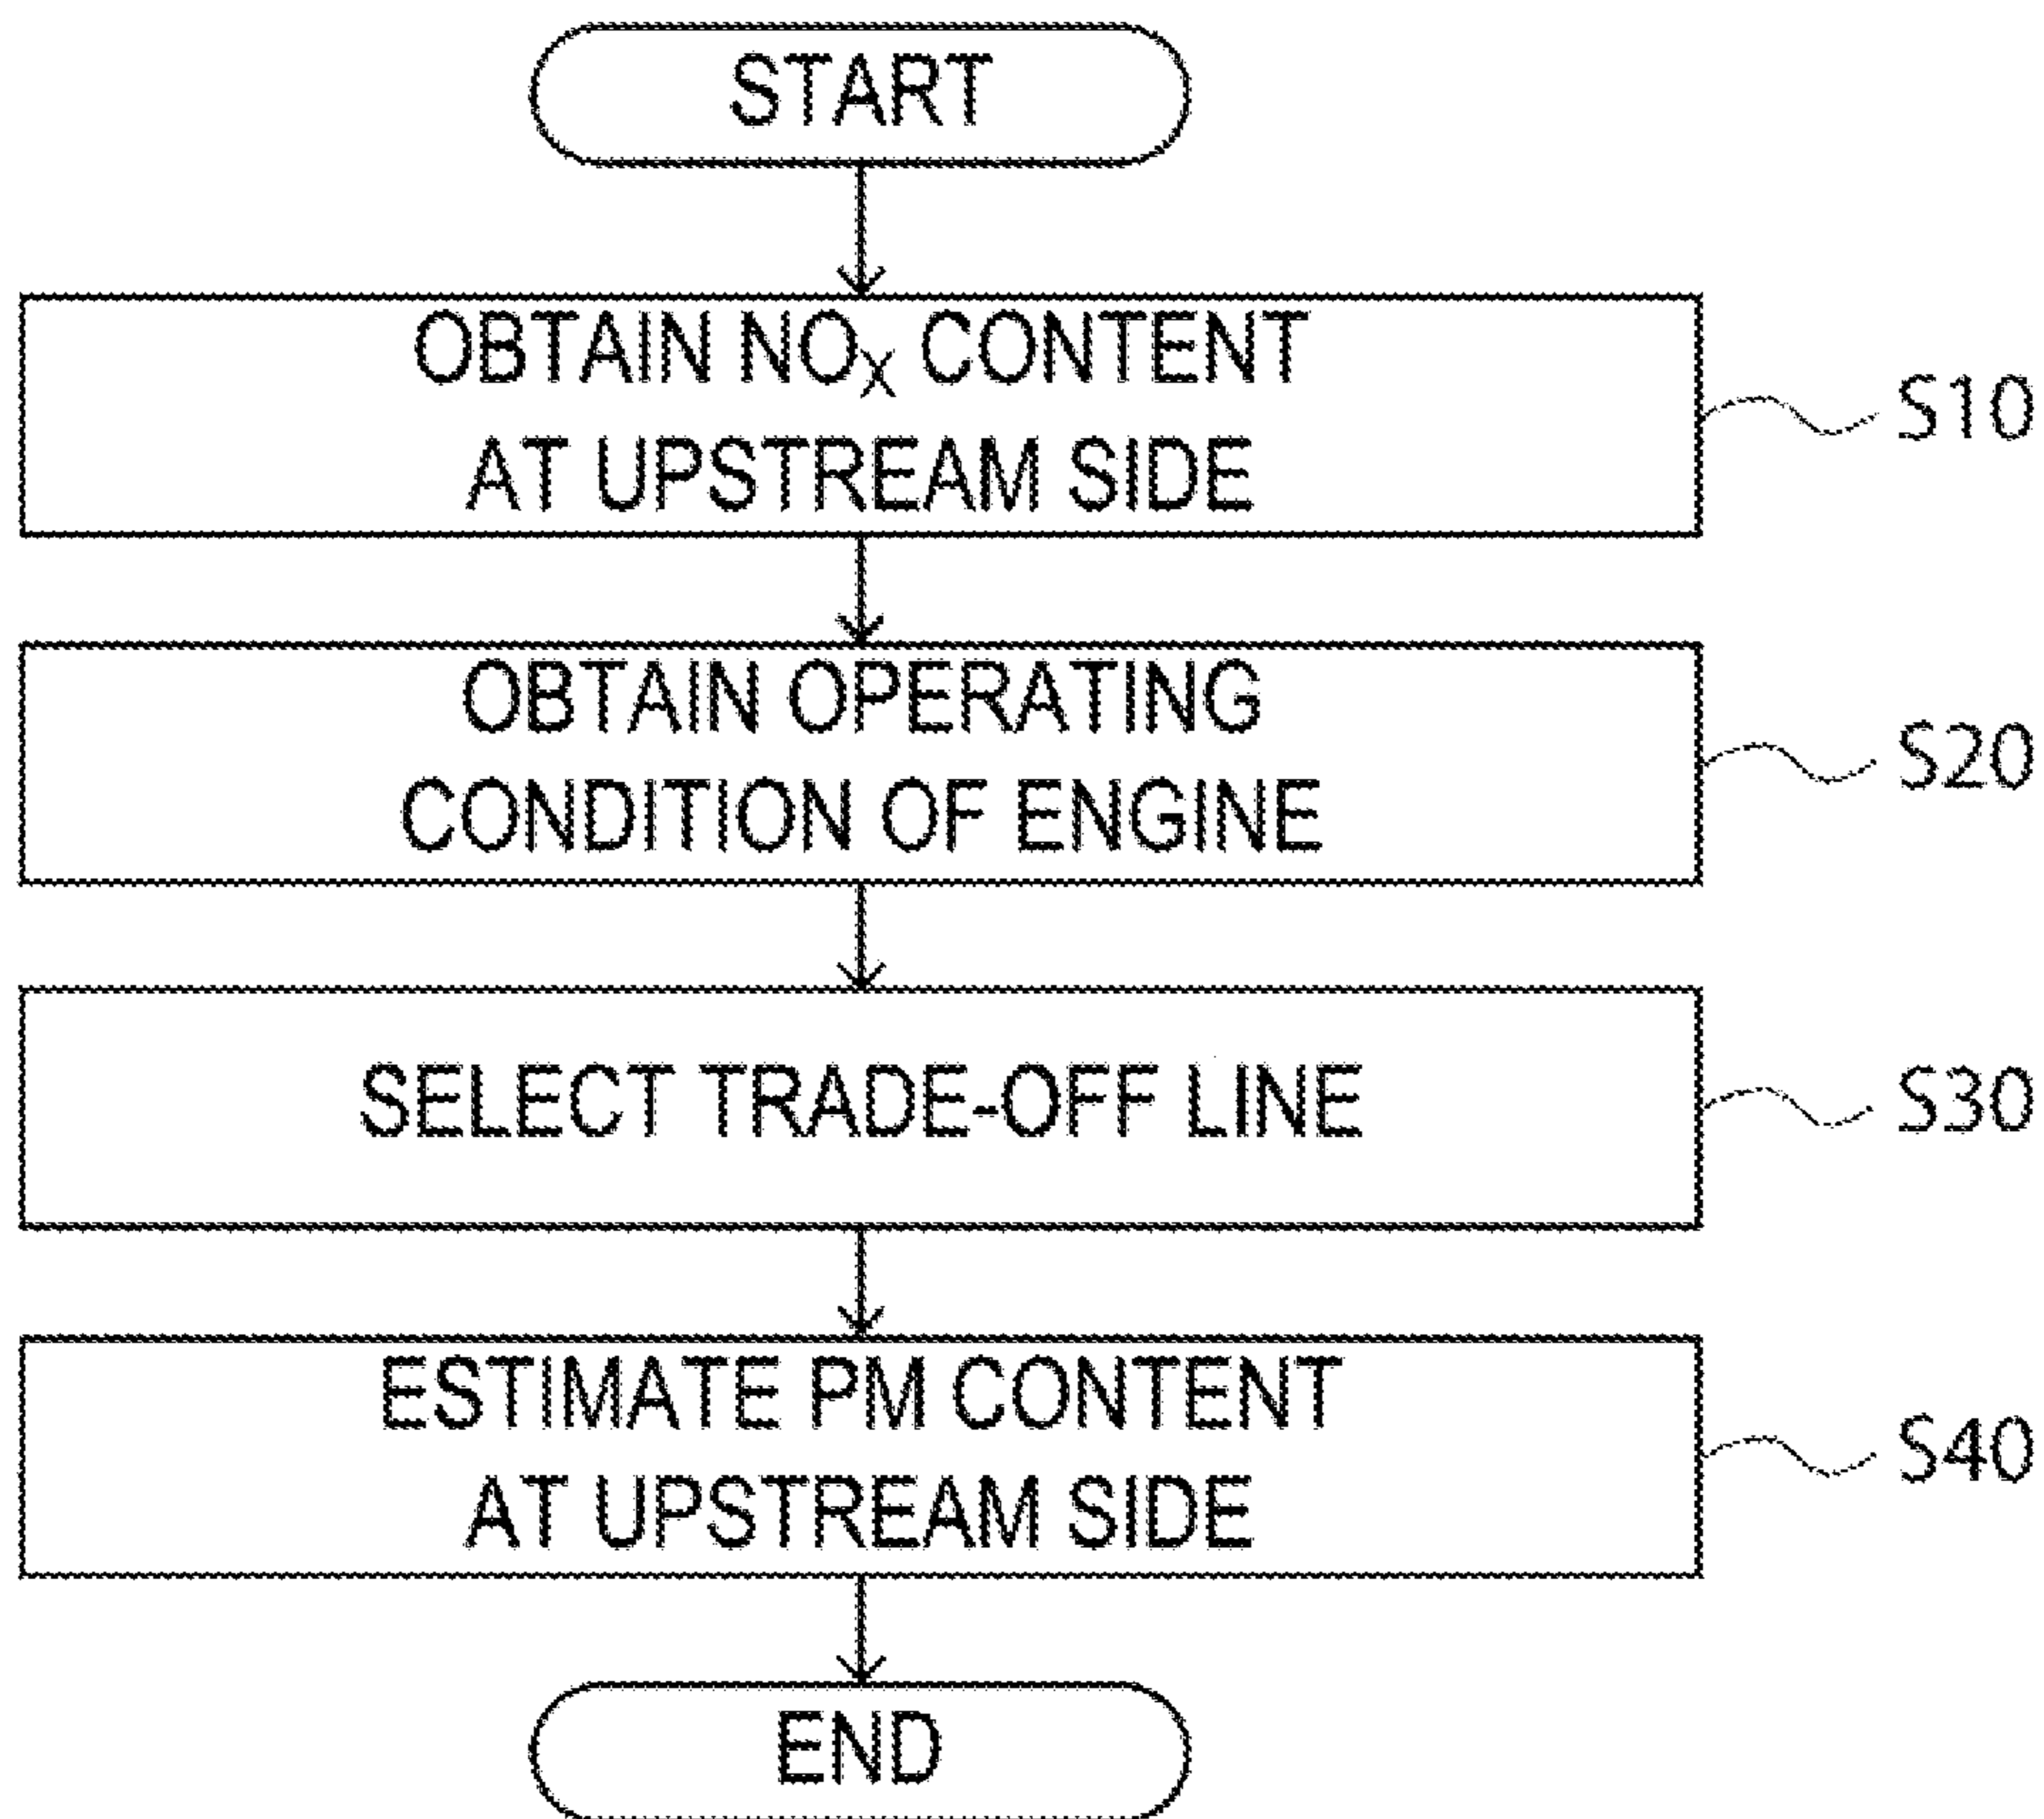 START
OBTAIN NOX CONTENT
AT UPSTREAM SIDE
S10
OBTAIN OPERATING
CONDITION OF ENGINE
S20
SELECT TRADE-OFF LINE
S30
ESTIMATE PM CONTENT
AT UPSTREAM SIDE
S40
END